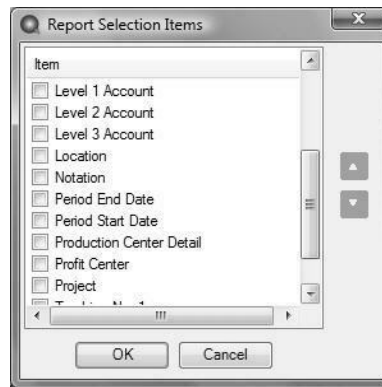 Report Selection Items
Item
Level 1 Account
Level 2 Account
Level 3 Account
Location
Notation
Period End Date
Period Start Date
Production Center Detail
Profit Center
Project
OK
Cancel